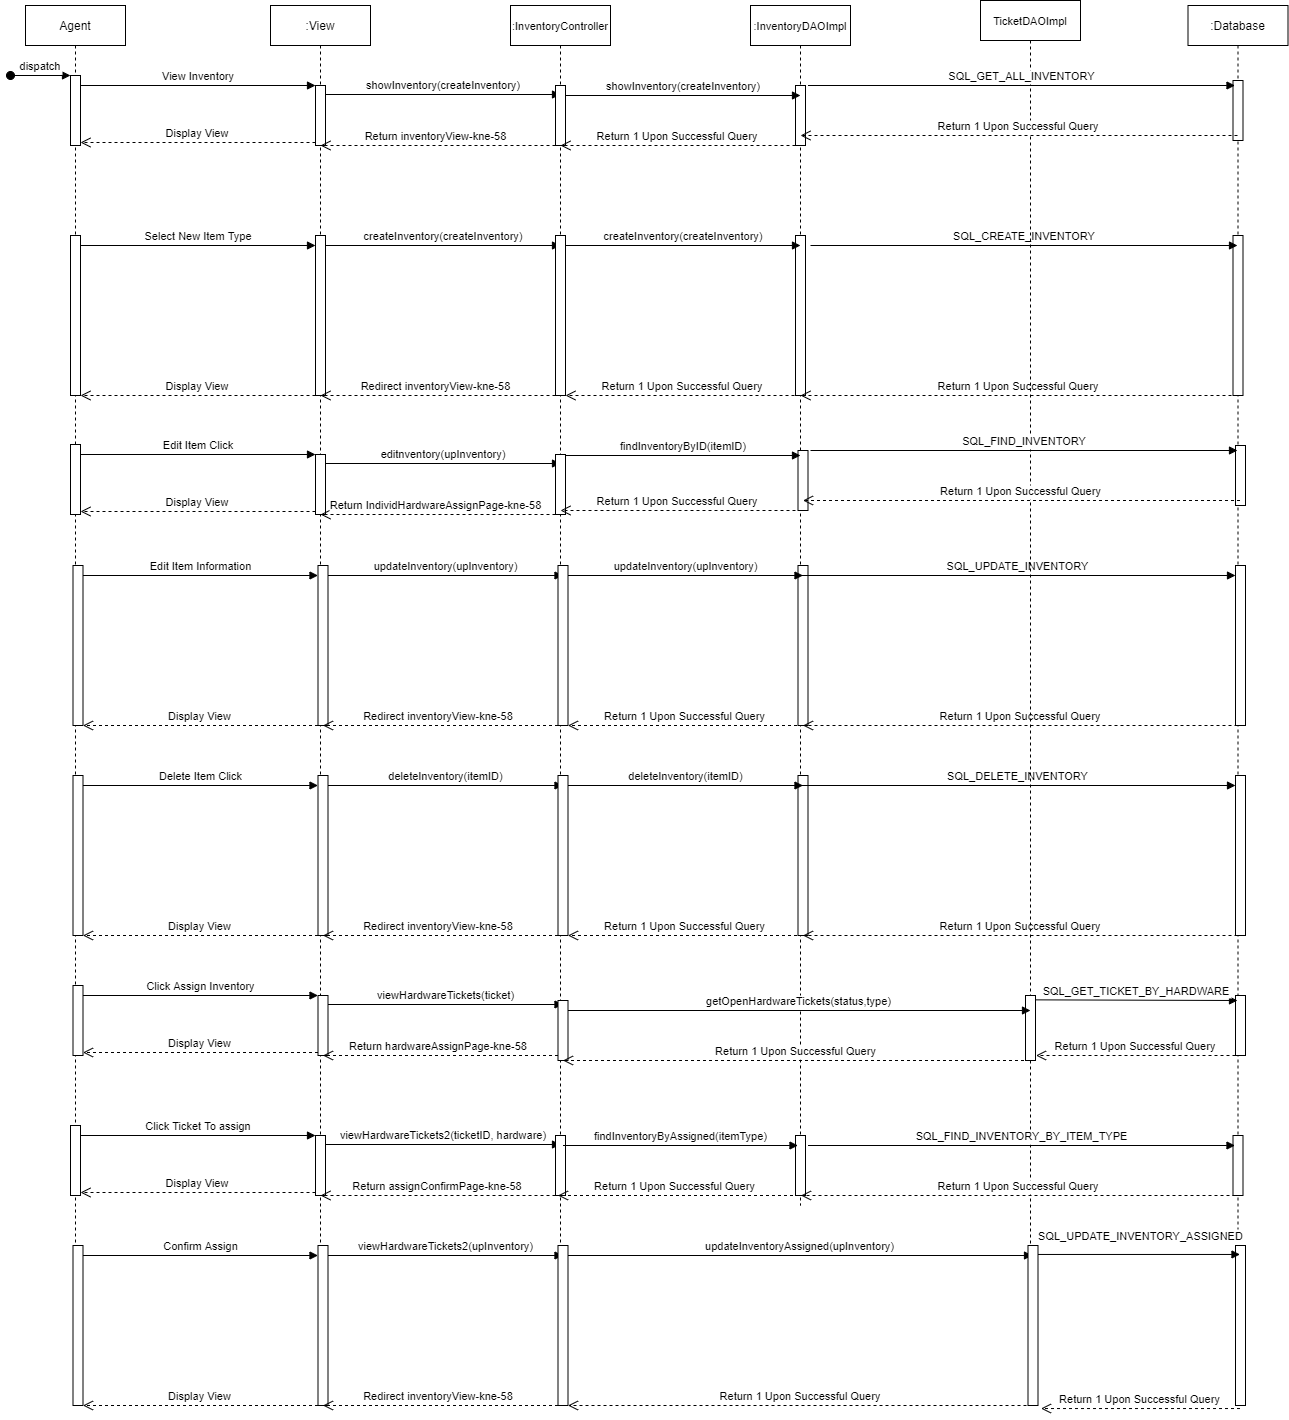 Agent
:View
:InventoryController
:InventoryDAOImpl
TicketDAOImpl
:Database
dispatch
View Inventory
showInventory(createInventory)
showInventory(createInventory)
SQL_GET_ALL_INVENTORY
Display View
Return inventoryView-kne-58
Return 1 Upon Successful Query
Return 1 Upon Successful Query
Select New Item Type
createInventory(createInventory)
createInventory(createInventory)
SQL_CREATE_INVENTORY
Display View
Redirect inventoryView-kne-58
Return 1 Upon Successful Query
Return 1 Upon Successful Query
Edit Item Click
editnventory(upInventory)
findInventoryByID(itemID)
SQL_FIND_INVENTORY
Display View
Return IndividHardwareAssignPage-kne-58
Return 1 Upon Successful Query
Return 1 Upon Successful Query
Edit Item Information
updateInventory(upInventory)
updateInventory(upInventory)
SQL_UPDATE_INVENTORY
Display View
Redirect inventoryView-kne-58
Return 1 Upon Successful Query
Return 1 Upon Successful Query
Delete Item Click
deleteInventory(itemID)
deleteInventory(itemID)
SQL_DELETE_INVENTORY
Display View
Redirect inventoryView-kne-58
Return 1 Upon Successful Query
Return 1 Upon Successful Query
Click Assign Inventory
viewHardwareTickets(ticket)
getOpenHardwareTickets(status,type)
SQL_GET_TICKET_BY_HARDWARE
Display View
Return hardwareAssignPage-kne-58
Return 1 Upon Successful Query
Return 1 Upon Successful Query
Click Ticket To assign
viewHardwareTickets2(ticketID, hardware)
findInventoryByAssigned(itemType)
SQL_FIND_INVENTORY_BY_ITEM_TYPE
Display View
Return assignConfirmPage-kne-58
Return 1 Upon Successful Query
Return 1 Upon Successful Query
Confirm Assign
viewHardwareTickets2(upInventory)
updateInventoryAssigned(upInventory)
SQL_UPDATE_INVENTORY_ASSIGNED
Display View
Redirect inventoryView-kne-58
Return 1 Upon Successful Query
Return 1 Upon Successful Query